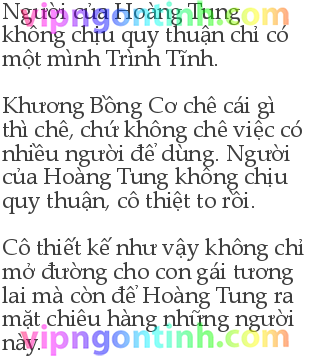 Người của Hoàng Tung
không chịu quy thuận chỉ có
một mình Trình Tĩnh.
Khương Bồng Cơ chê cái gì
thì chê, chứ không chê việc có
nhiều người để dùng. Người
của Hoàng Tung không chịu
quy thuận, cô thiệt to rồi.
Cô thiết kế như vậy không chỉ
mở đường cho con gái tương
lai mà còn để Hoàng Tung ra
mặt chiêu hàng những người
này.
vipngontinh.com
vipngontinh.com